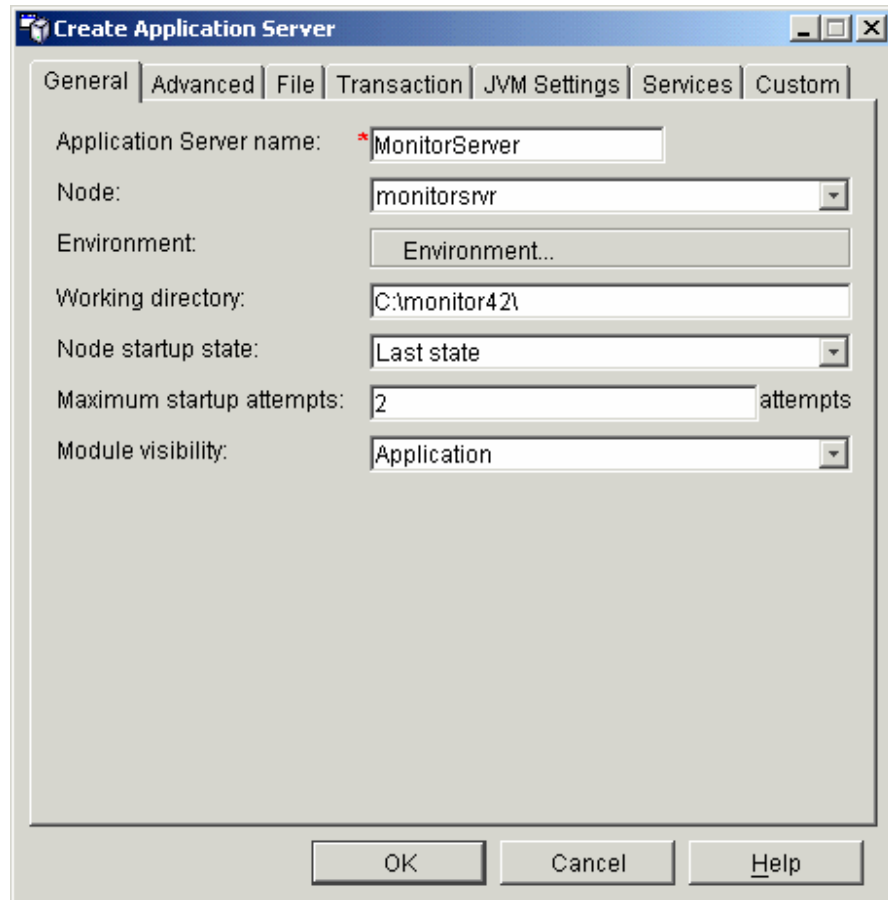 Create Application Server
General Advanced File Transaction JVM Settings Services Custom
Application Server name: *MonitorServer
Node: monitorsrvr
Environment: Environment...
Working directory: C:\monitor42\
Node startup state: Last state
Maximum startup attempts: 2 attempts
Module visibility: Application
OK Cancel Help